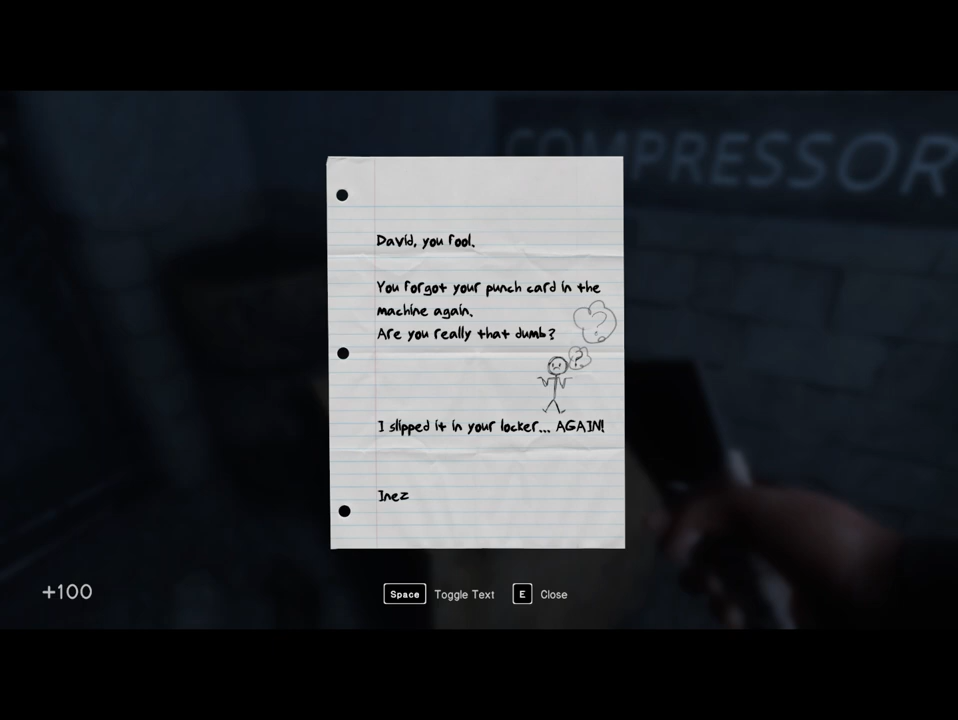 COMPRESSOR
David, you fool.
You forgot your punch card in the
machine again.
Are you really that dumb?
?
?
I slipped it in your locker... AGAIN!
Inez
+100
Space Toggle Text E Close